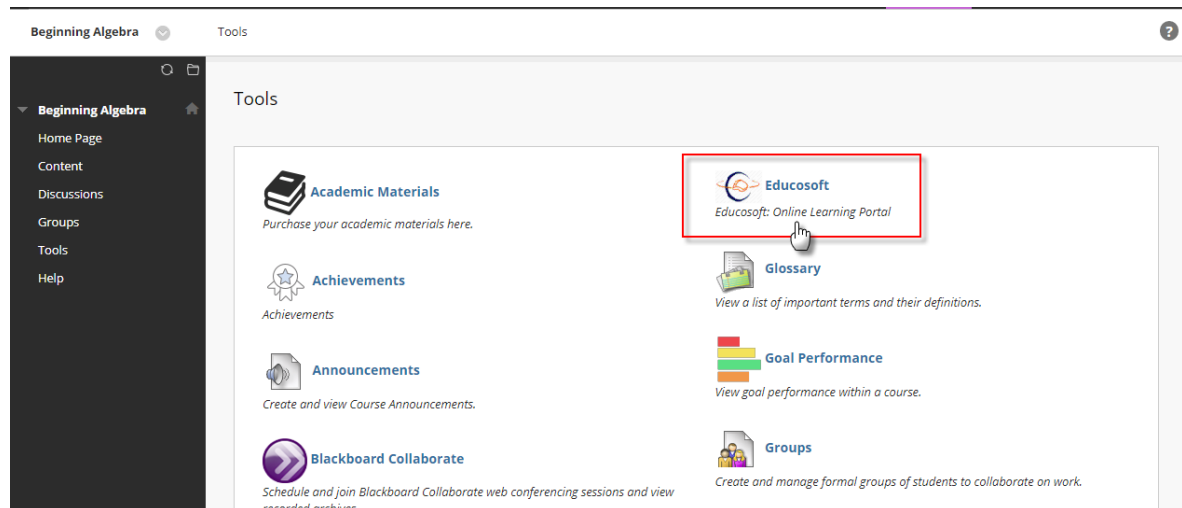 Beginning Algebra
Tools
?
Beginning Algebra
Home Page
Content
Discussions
Groups
Tools
Help
Tools
Academic Materials
Purchase your academic materials here.
Achievements
Achievements
Announcements
Create and view Course Announcements.
Blackboard Collaborate
Schedule and join Blackboard Collaborate web conferencing sessions and view
recorded archives.
Educosoft
Educosoft: Online Learning Portal
Glossary
View a list of important terms and their definitions.
Goal Performance
View goal performance within a course.
Groups
Create and manage formal groups of students to collaborate on work.